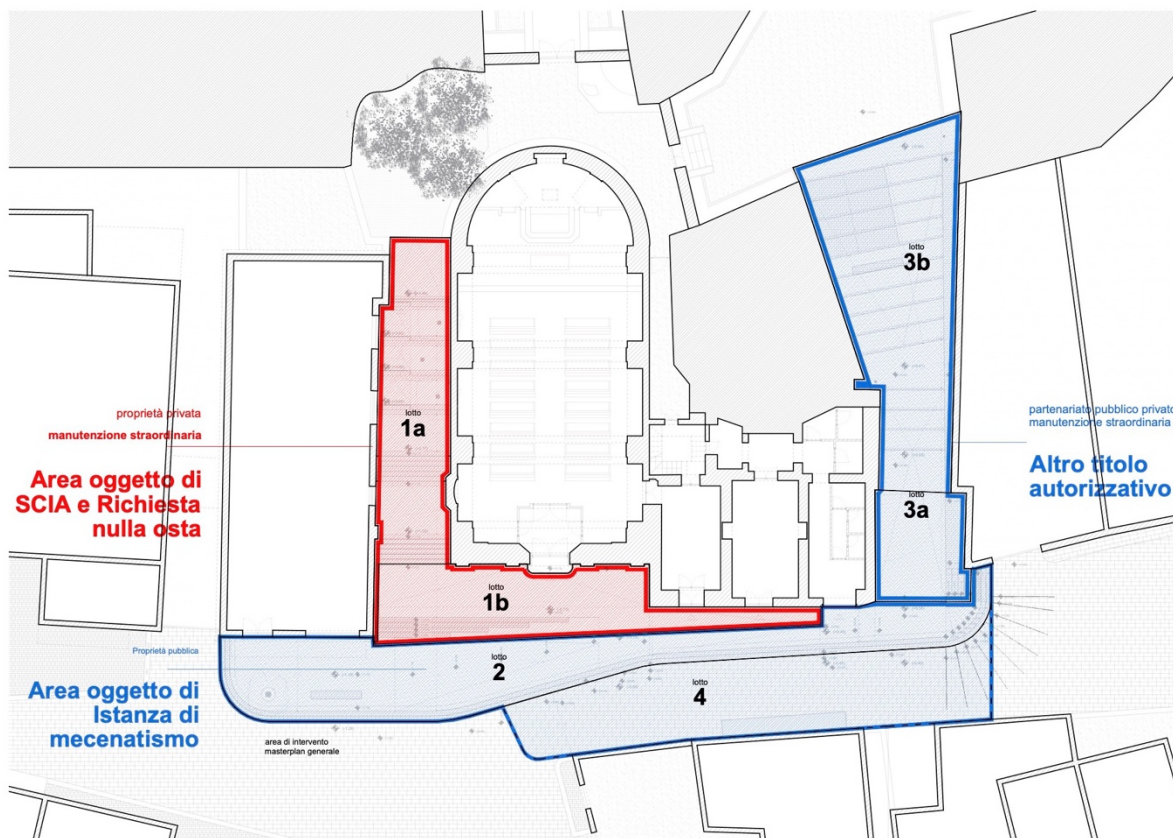 lotto
3b
lotto
1a
proprietà privata
manutenzione straordinaria
Area oggetto di
SCIA e Richiesta
nulla osta
partenariato pubblico privato
manutenzione straordinaria
Altro titolo
autorizzativo
lotto
3a
lotto
1b
Proprietà pubblica
Area oggetto di
Istanza di
mecenatismo
lotto
2
lotto
4
area di intervento
masterplan generale